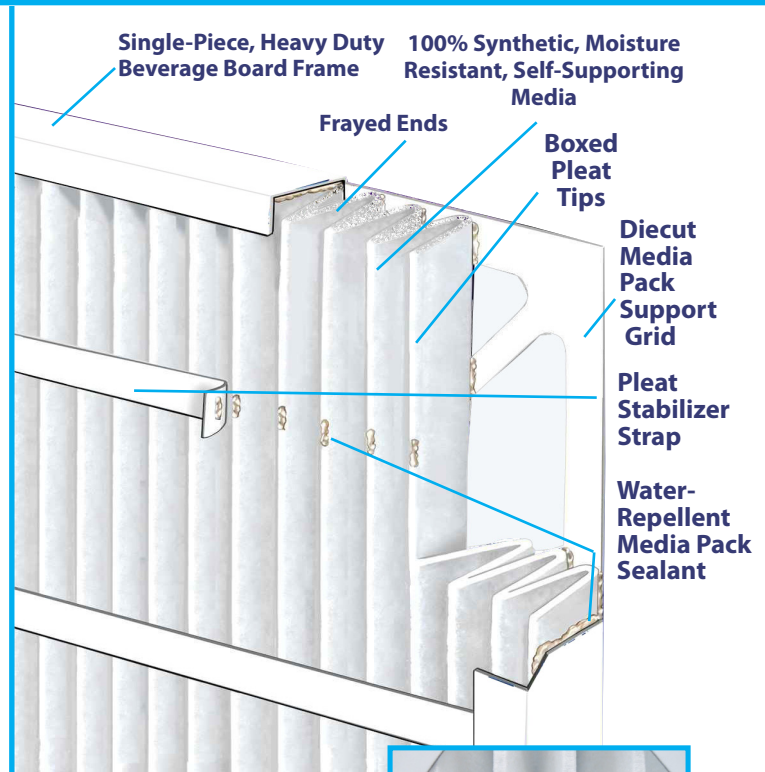 Single-Piece, Heavy Duty
Beverage Board Frame
100% Synthetic, Moisture
Resistant, Self-Supporting
Media
Frayed Ends
Boxed
Pleat
Tips
Diecut
Media
Pack
Support
Grid
Pleat
Stabilizer
Strap
Water-
Repellent
Media Pack
Sealant